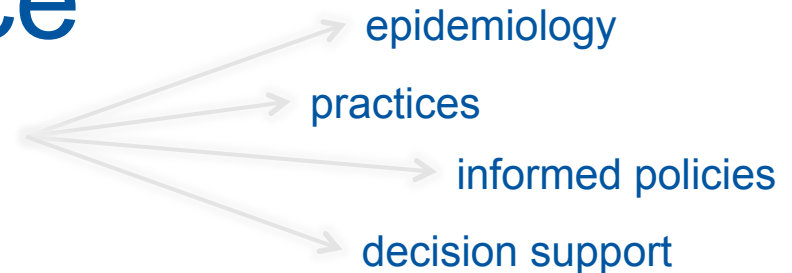 epidemiology
practices
informed policies
decision support